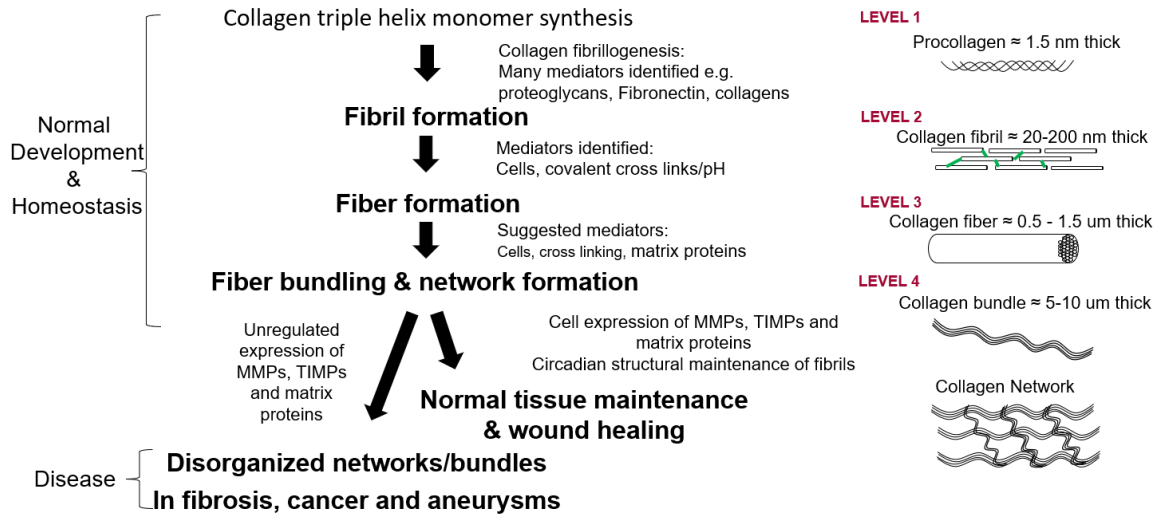 Collagen triple helix monomer synthesis
Collagen fibrillogenesis:
Many mediators identified e.g.
proteoglycans, Fibronectin, collagens
Fibril formation
Mediators identified:
Cells, covalent cross links/pH
Fiber formation
Suggested mediators:
Cells, cross linking, matrix proteins
Fiber bundling & network formation
Normal
Development
&
Homeostasis
Unregulated
expression of
MMPs, TIMPs
and matrix
proteins
Cell expression of MMPs, TIMPs and
matrix proteins
Circadian structural maintenance of fibrils
Normal tissue maintenance
& wound healing
Disease
Disorganized networks/bundles
In fibrosis, cancer and aneurysms
LEVEL 1
Procollagen ≈ 1.5 nm thick
LEVEL 2
Collagen fibril ≈ 20-200 nm thick
LEVEL 3
Collagen fiber ≈ 0.5 - 1.5 um thick
LEVEL 4
Collagen bundle ≈ 5-10 um thick
Collagen Network